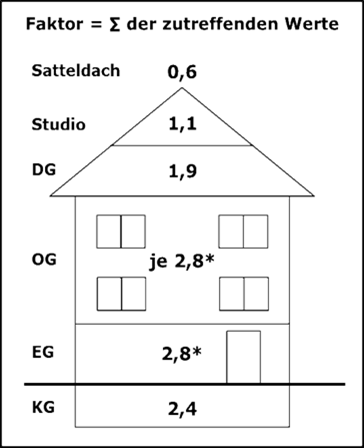 Faktor = ∑ der zutreffenden Werte
Satteldach 0,6
Studio 1,1
DG 1,9
OG je 2,8*
EG 2,8*
KG 2,4